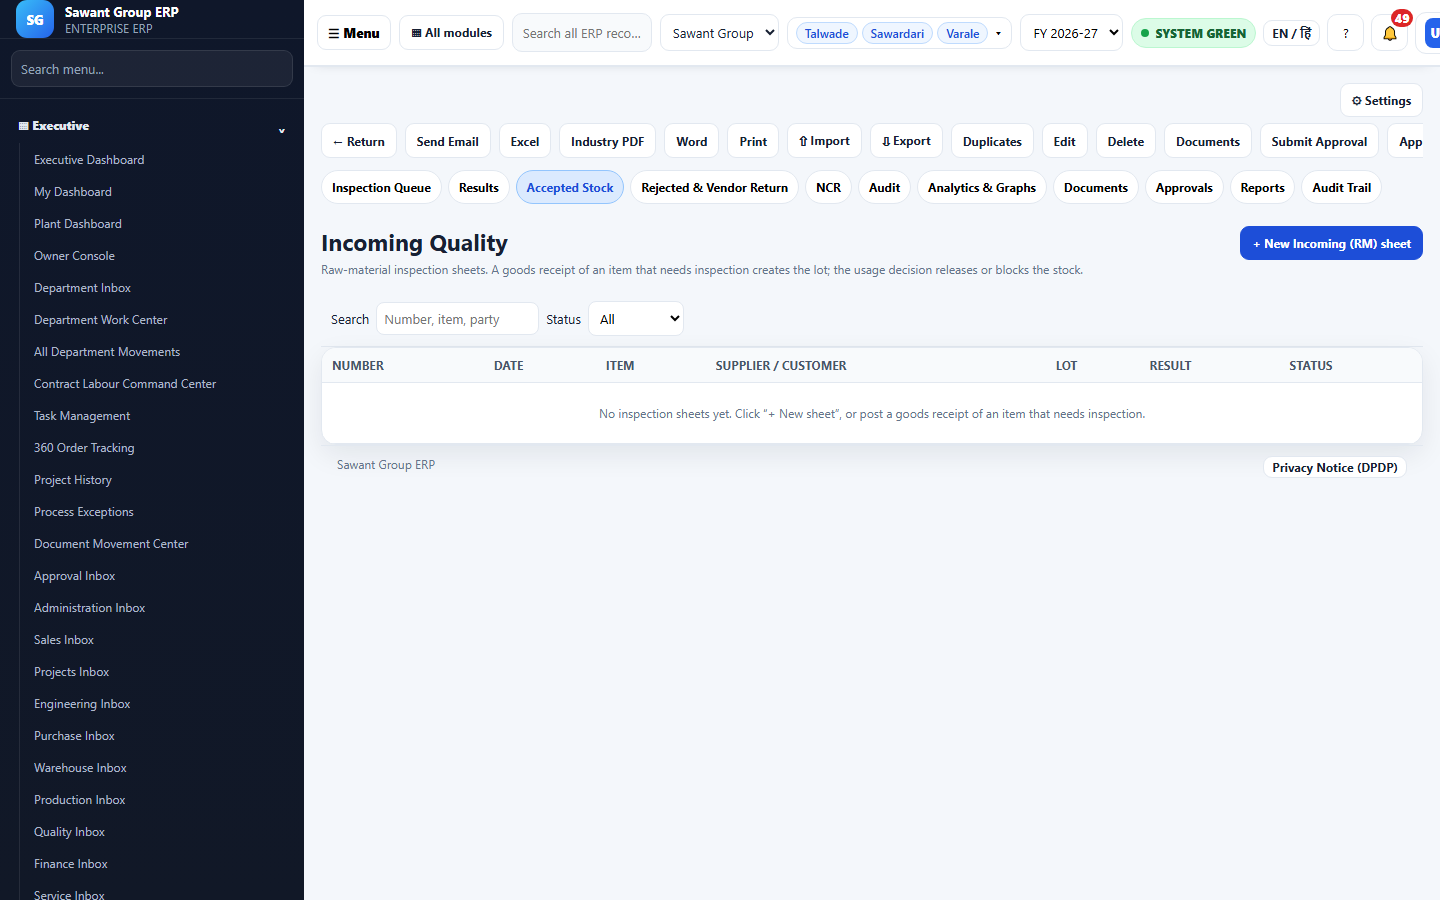 SG Sawant Group ERP
ENTERPRISE ERP
Search menu...
Executive
Executive Dashboard
My Dashboard
Plant Dashboard
Owner Console
Department Inbox
Department Work Center
All Department Movements
Contract Labour Command Center
Task Management
360 Order Tracking
Project History
Process Exceptions
Document Movement Center
Approval Inbox
Administration Inbox
Sales Inbox
Projects Inbox
Engineering Inbox
Purchase Inbox
Warehouse Inbox
Production Inbox
Quality Inbox
Finance Inbox
Service Inbox
☰ Menu All modules Search all ERP reco... Sawant Group Talwade Sawardari Varale FY 2026-27 SYSTEM GREEN EN / हिं ? 49 U
⚙ Settings
← Return Send Email Excel Industry PDF Word Print ⇧ Import ⇩ Export Duplicates Edit Delete Documents Submit Approval App
Inspection Queue Results Accepted Stock Rejected & Vendor Return NCR Audit Analytics & Graphs Documents Approvals Reports Audit Trail
Incoming Quality + New Incoming (RM) sheet
Raw-material inspection sheets. A goods receipt of an item that needs inspection creates the lot; the usage decision releases or blocks the stock.
Search Number, item, party Status All
NUMBER DATE ITEM SUPPLIER / CUSTOMER LOT RESULT STATUS
No inspection sheets yet. Click “+ New sheet”, or post a goods receipt of an item that needs inspection.
Sawant Group ERP Privacy Notice (DPDP)